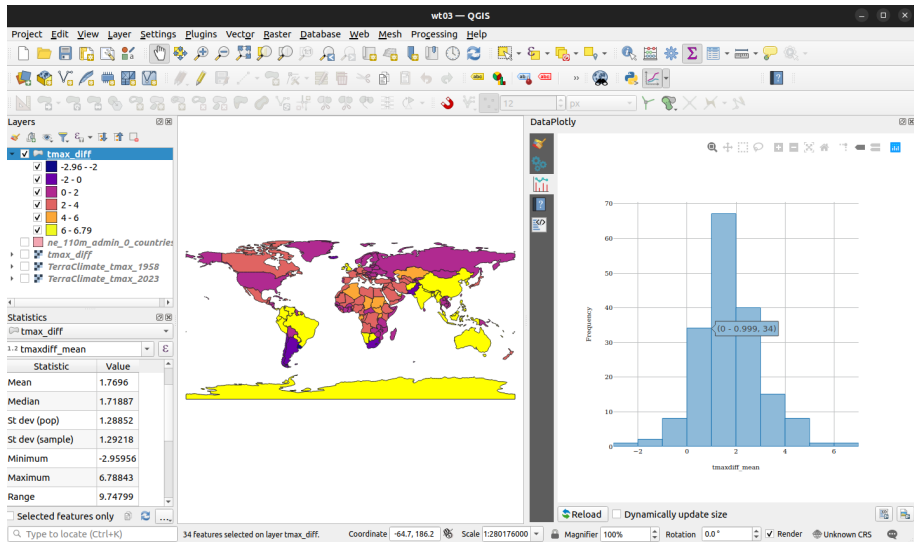 wt03 — QGIS
Project Edit View Layer Settings Plugins Vector Raster Database Web Mesh Processing Help
abc abc abc
12 px
Layers
DataPlotly
tmax_diff
-2.96 - -2
-2 - 0
0 - 2
2 - 4
4 - 6
6 - 6.79
ne_110m_admin_0_countries
tmax_diff
TerraClimate_tmax_1958
TerraClimate_tmax_2023
Statistics
tmax_diff
1.2 tmaxdiff_mean ε
Statistic Value
Mean 1.7696
Median 1.71887
St dev (pop) 1.28852
St dev (sample) 1.29218
Minimum -2.95956
Maximum 6.78843
Range 9.74799
Selected features only
70
60
50
40
30
20
10
0
Frequency
(0 - 0.999, 34)
−2 0 2 4 6
tmaxdiff_mean
Reload Dynamically update size
Type to locate (Ctrl+K) 34 features selected on layer tmax_diff. Coordinate -64.7, 186.2 Scale 1:280176000 Magnifier 100% Rotation 0.0 ° Render Unknown CRS